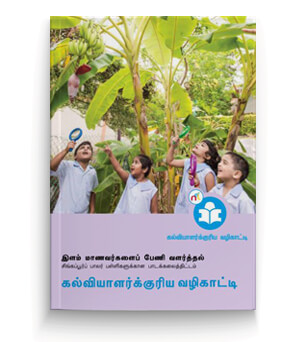 கல்வியாளர்க்குரிய வழிகாட்டி
இளம் மாணவர்களைப் பேணி வளர்த்தல்
சிங்கப்பூர்ப் பாலர் பள்ளிகளுக்கான பாடக்கலைத்திட்டம்
கல்வியாளர்க்குரிய வழிகாட்டி